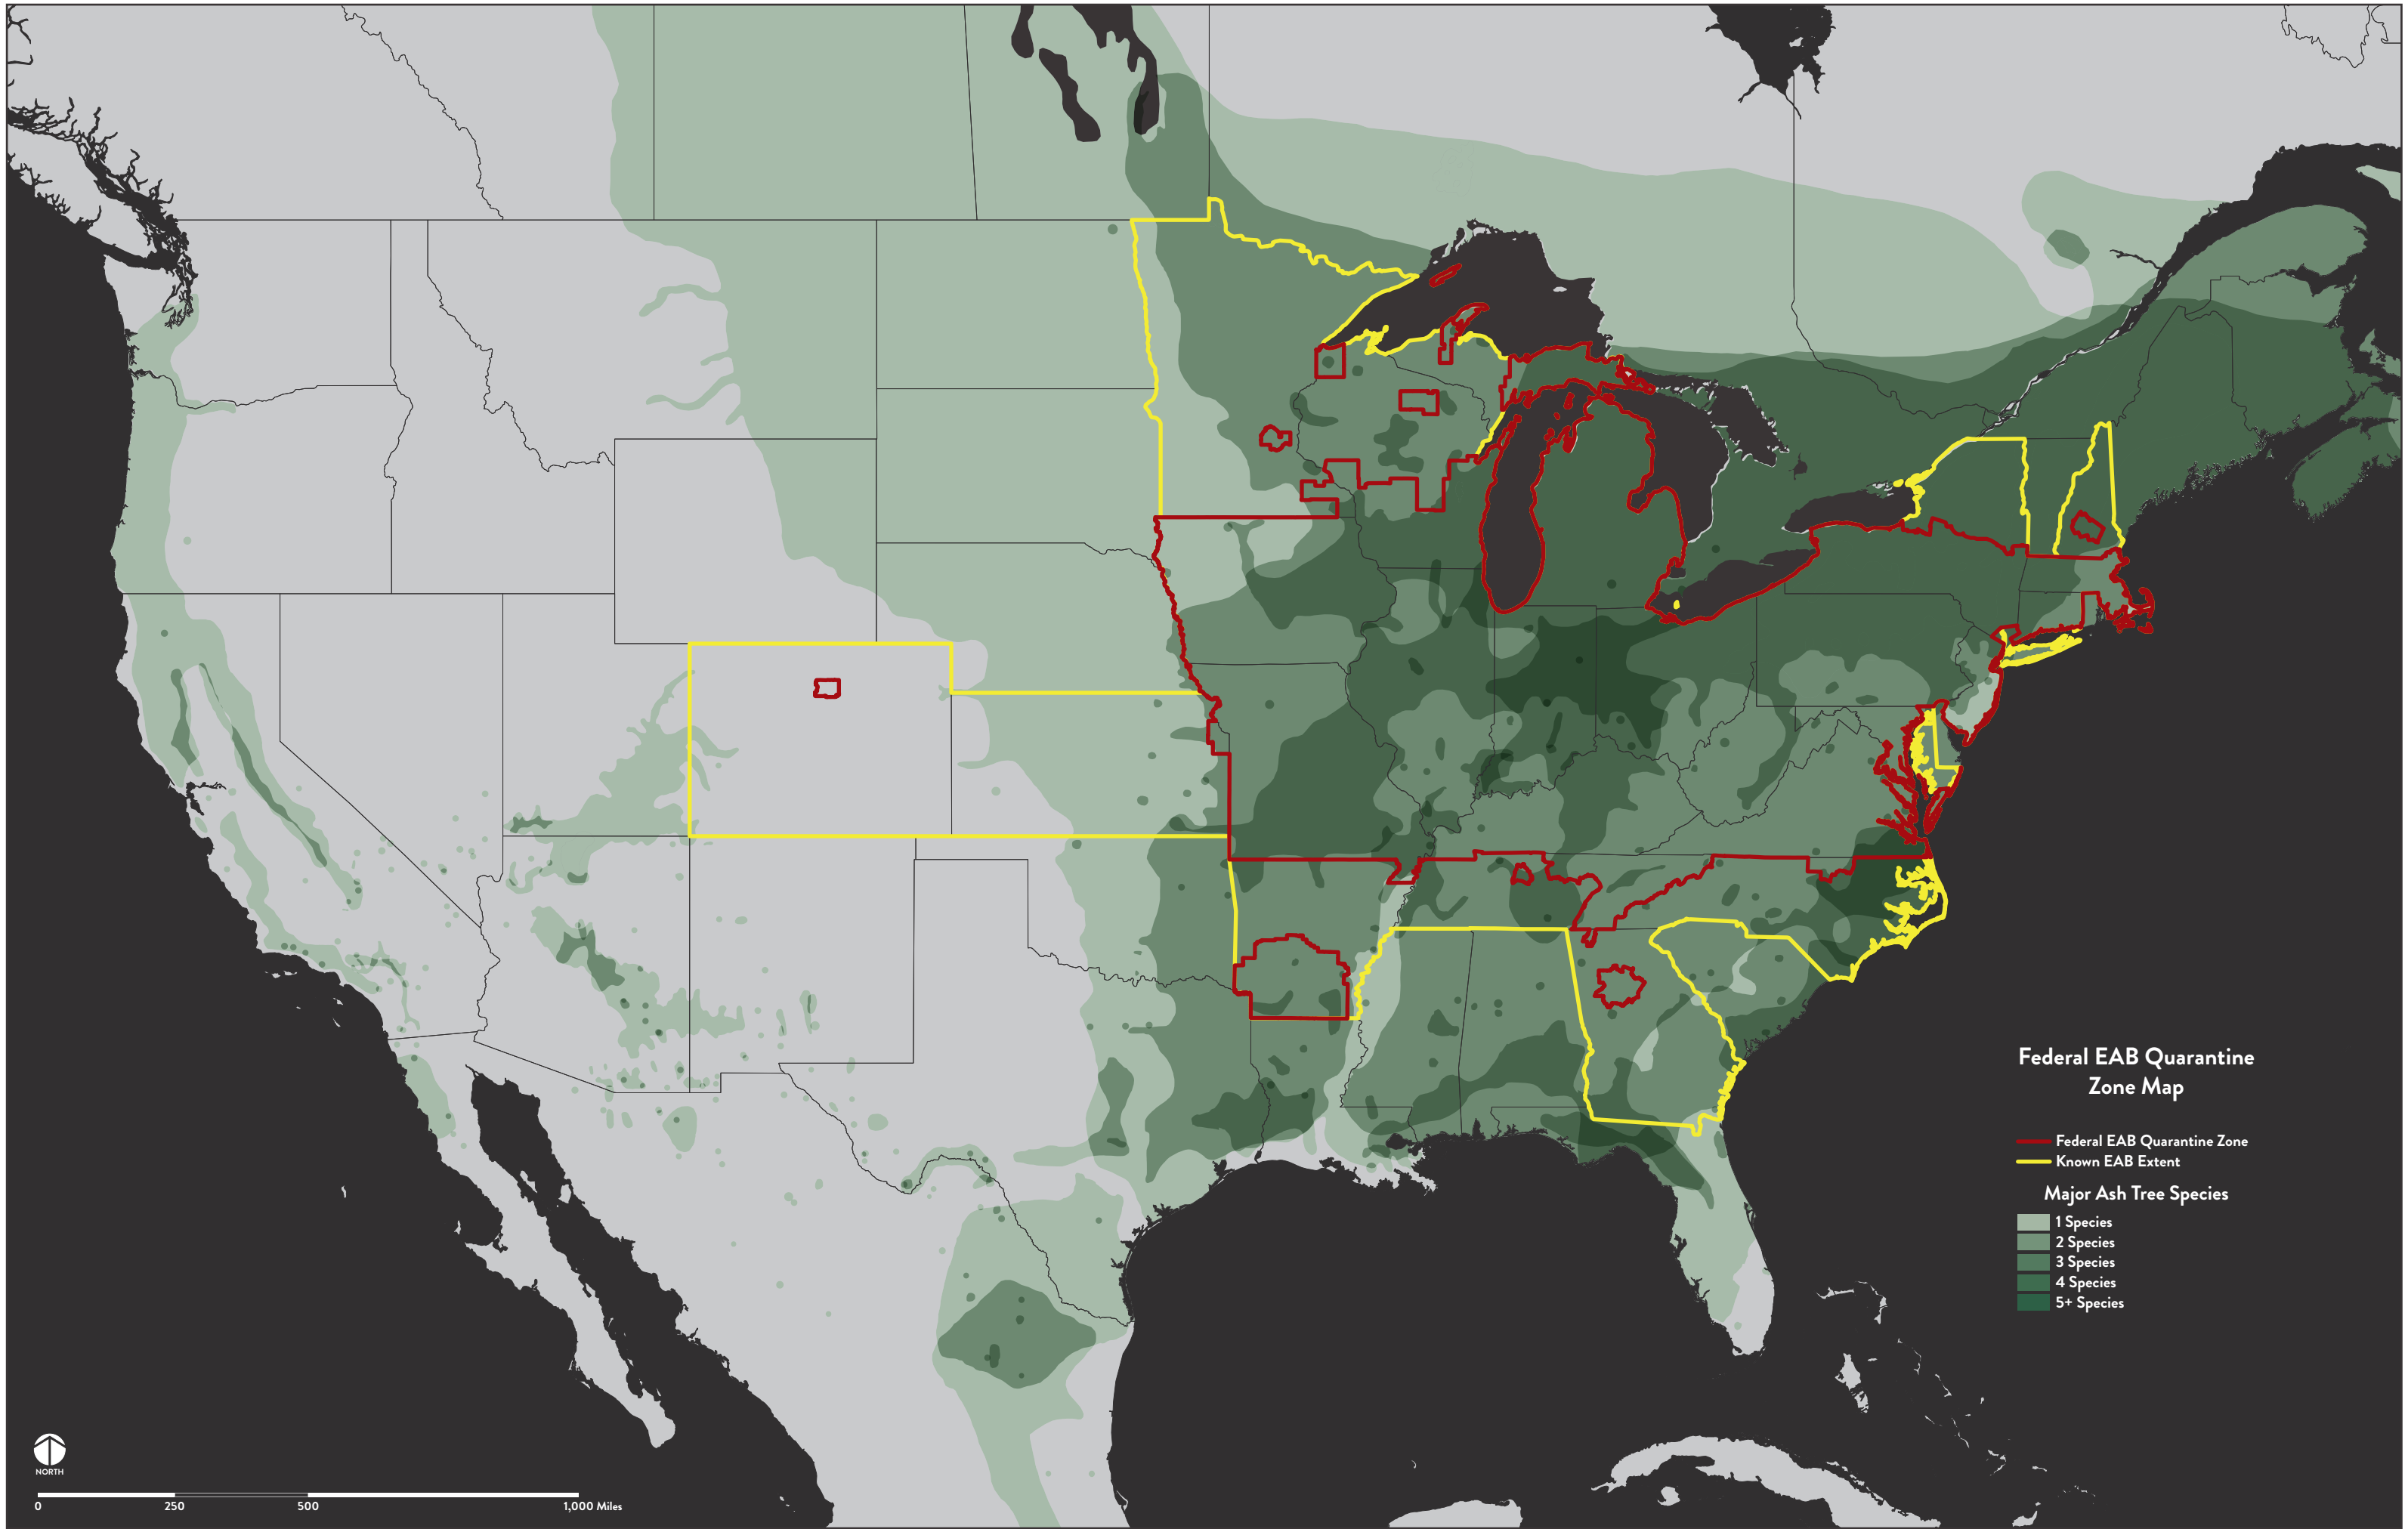 Federal EAB Quarantine
Zone Map
Federal EAB Quarantine Zone
Known EAB Extent
Major Ash Tree Species
1 Species
2 Species
3 Species
4 Species
5+ Species
NORTH
0 250 500 1,000 Miles